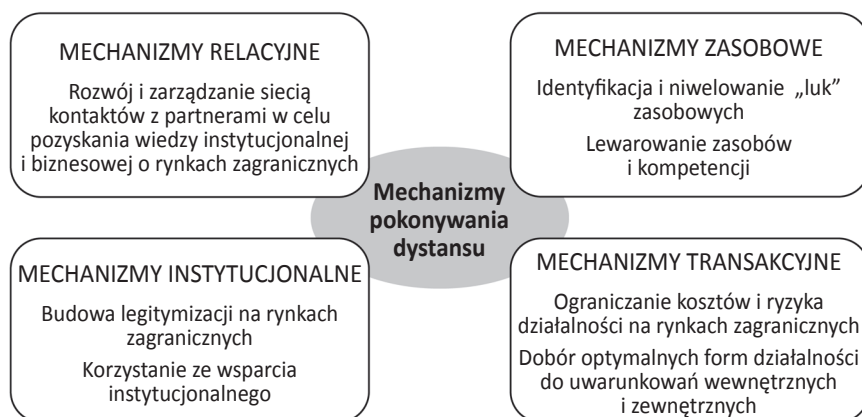 MECHANIZMY RELACYJNE
Rozwój i zarządzanie siecią
kontaktów z partnerami w celu
pozyskania wiedzy instytucjonalnej
i biznesowej o rynkach zagranicznych
MECHANIZMY ZASOBOWE
Identyfikacja i niwelowanie „luk”
zasobowych
Lewarowanie zasobów
i kompetencji
Mechanizmy
pokonywania
dystansu
MECHANIZMY INSTYTUCJONALNE
Budowa legitymizacji na rynkach
zagranicznych
Korzystanie ze wsparcia
instytucjonalnego
MECHANIZMY TRANSAKCYJNE
Ograniczanie kosztów i ryzyka
działalności na rynkach zagranicznych
Dobór optymalnych form działalności
do uwarunkowań wewnętrznych
i zewnętrznych